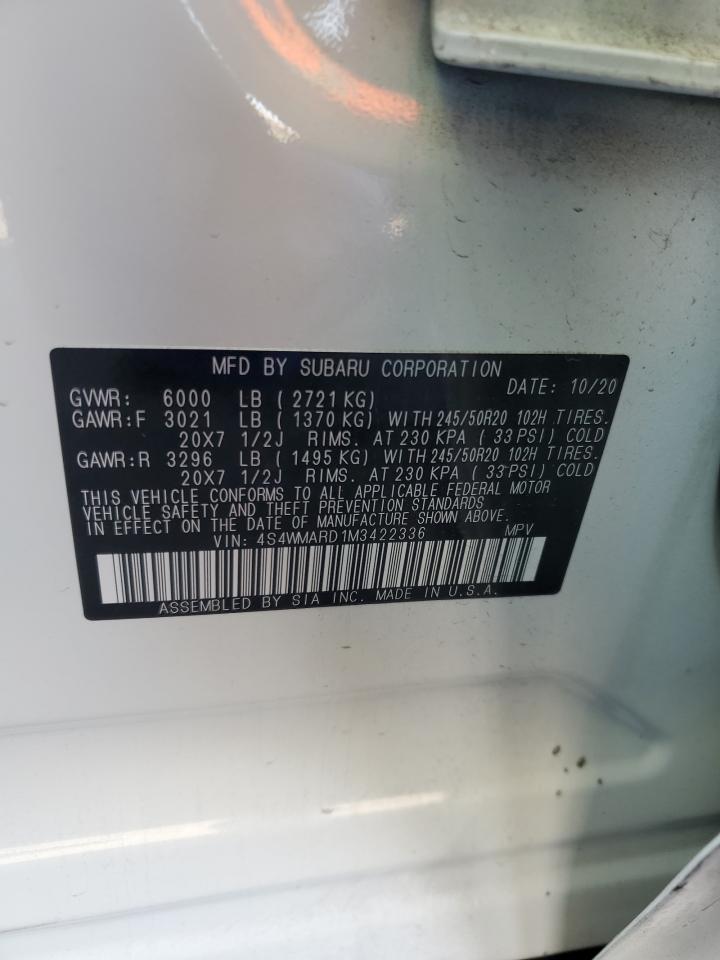 MFD BY SUBARU CORPORATION
DATE: 10/20
GVWR: 6000 LB ( 2721 KG)
GAWR:F 3021 LB ( 1370 KG) WITH 245/50R20 102H TIRES.
20X7 1/2J RIMS. AT 230 KPA ( 33 PSI) COLD
GAWR:R 3296 LB ( 1495 KG) WITH 245/50R20 102H TIRES.
20X7 1/2J RIMS. AT 230 KPA ( 33 PSI) COLD
THIS VEHICLE CONFORMS TO ALL APPLICABLE FEDERAL MOTOR
VEHICLE SAFETY AND THEFT PREVENTION STANDARDS
IN EFFECT ON THE DATE OF MANUFACTURE SHOWN ABOVE.
VIN: 4S4WMARD1M3422336 MPV
ASSEMBLED BY SIA INC. MADE IN U.S.A.